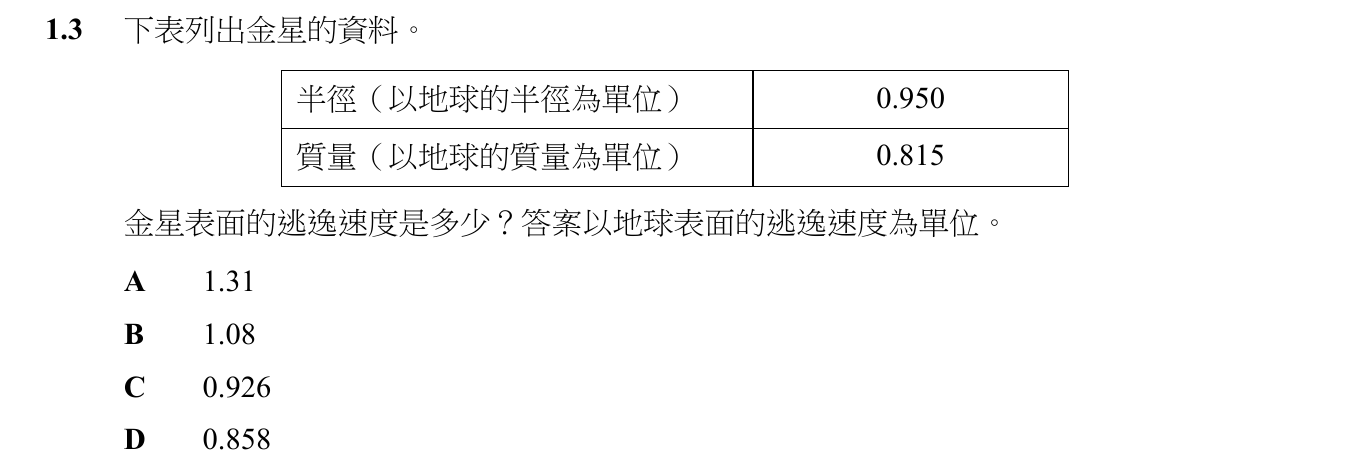 1.3 下表列出金星的資料。
半徑（以地球的半徑為單位） 0.950
質量（以地球的質量為單位） 0.815
金星表面的逃逸速度是多少？答案以地球表面的逃逸速度為單位。
A 1.31
B 1.08
C 0.926
D 0.858